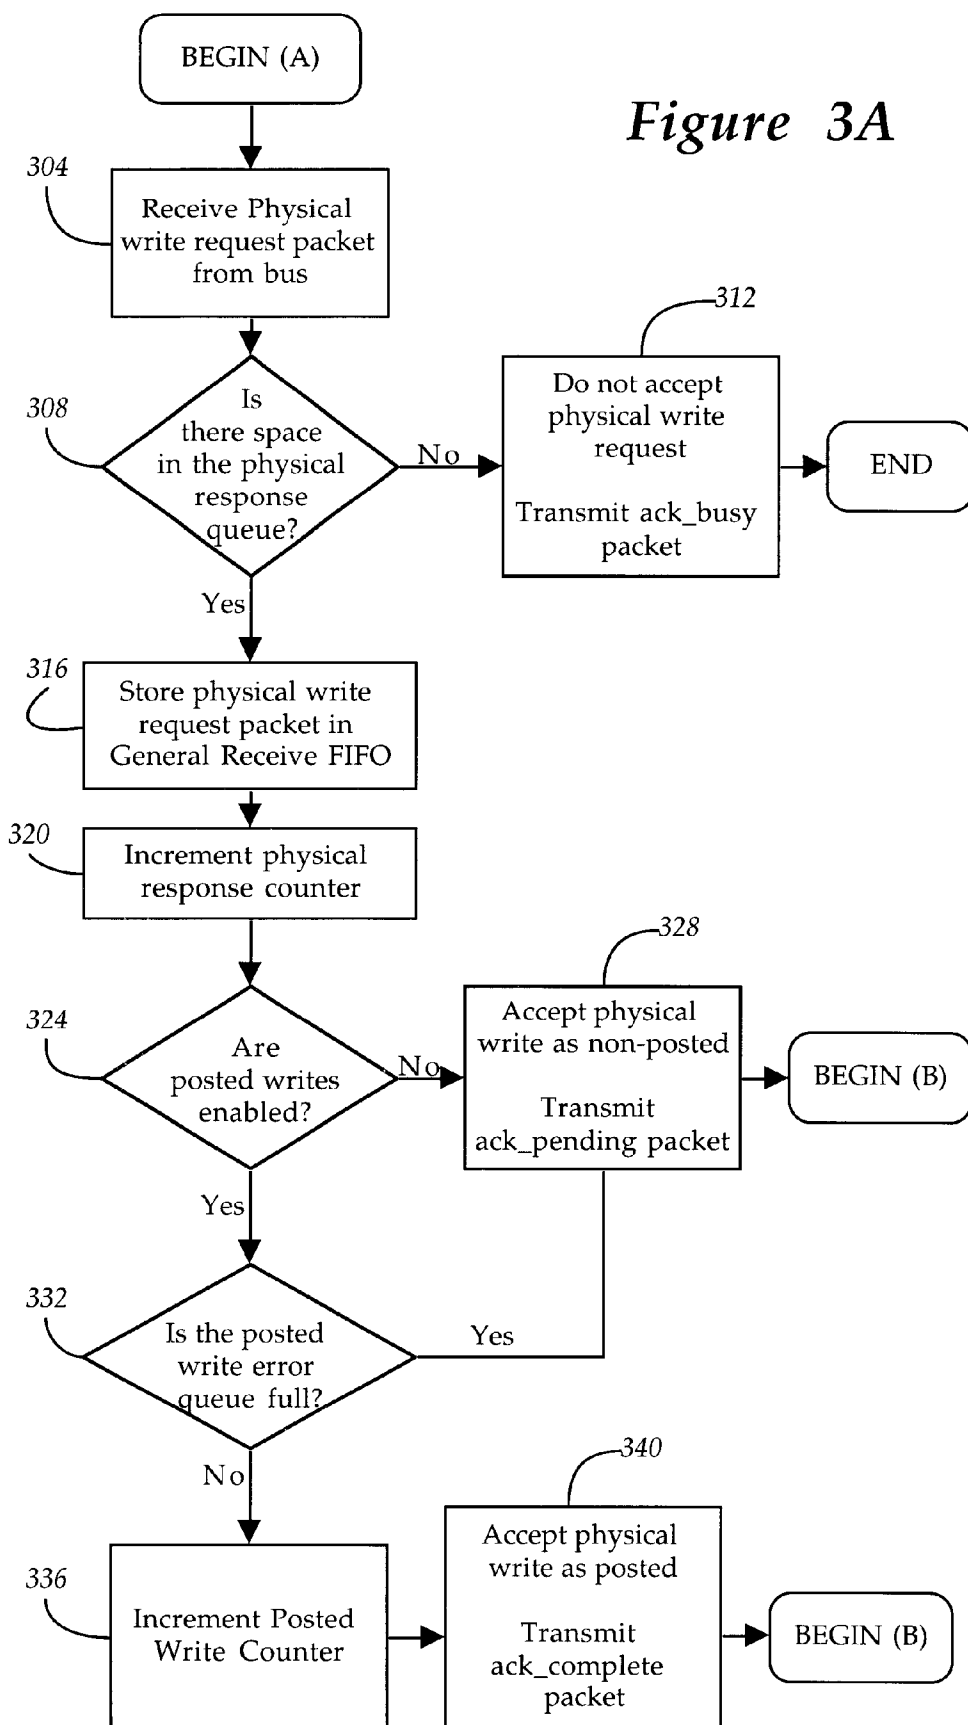 BEGIN (A)
Figure 3A
304
Receive Physical
write request packet
from bus
312
308
Is
there space
in the physical
response
queue?
No
Do not accept
physical write
request
Transmit ack_busy
packet
END
Yes
316
Store physical write
request packet in
General Receive FIFO
320
Increment physical
response counter
328
324
Are
posted writes
enabled?
No
Accept physical
write as non-posted
Transmit
ack_pending packet
BEGIN (B)
Yes
332
Is the posted
write error
queue full?
Yes
No
340
336
Increment Posted
Write Counter
Accept physical
write as posted
Transmit
ack_complete
packet
BEGIN (B)